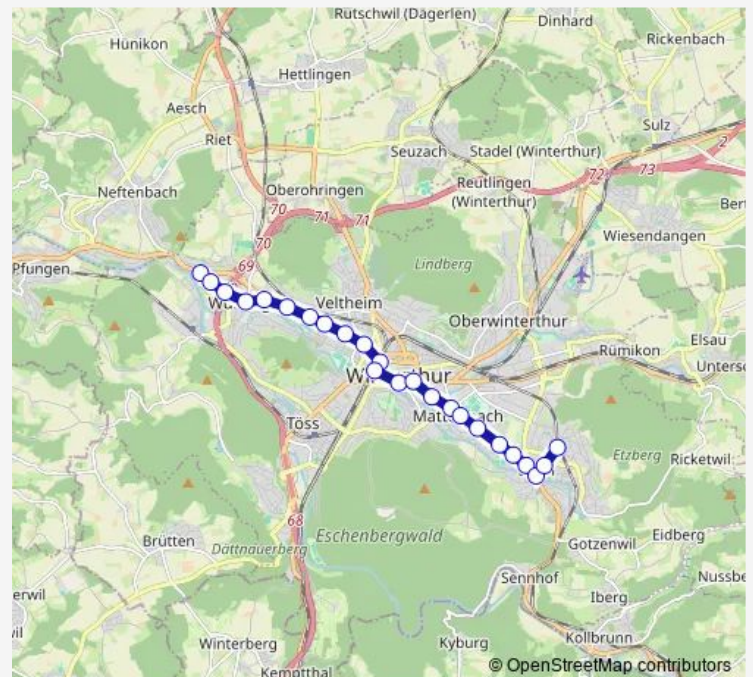 Rutschwil (Dägerlen)
Dinhard
Hünikon
Rickenbach
Hettlingen
Aesch
Sulz
Riet
Seuzach
Stadel (Winterthur)
2
73
72
Neftenbach
Oberohringen
Reutlingen
(Winterthur)
70
71
71
Wiesendangen
70
Pfungen
69
Lindberg
Veltheim
Oberwinterthur
Elsau
Rümikon
Töss
Etzberg
Ricketwil
68
Eschenbergwald
Brütten
Dättnauerberg
Gotzenwil
Eidberg
Sennhof
Iberg
Winterberg
Kyburg
Kollbrunn
Kemptthal
© OpenStreetMap contributors